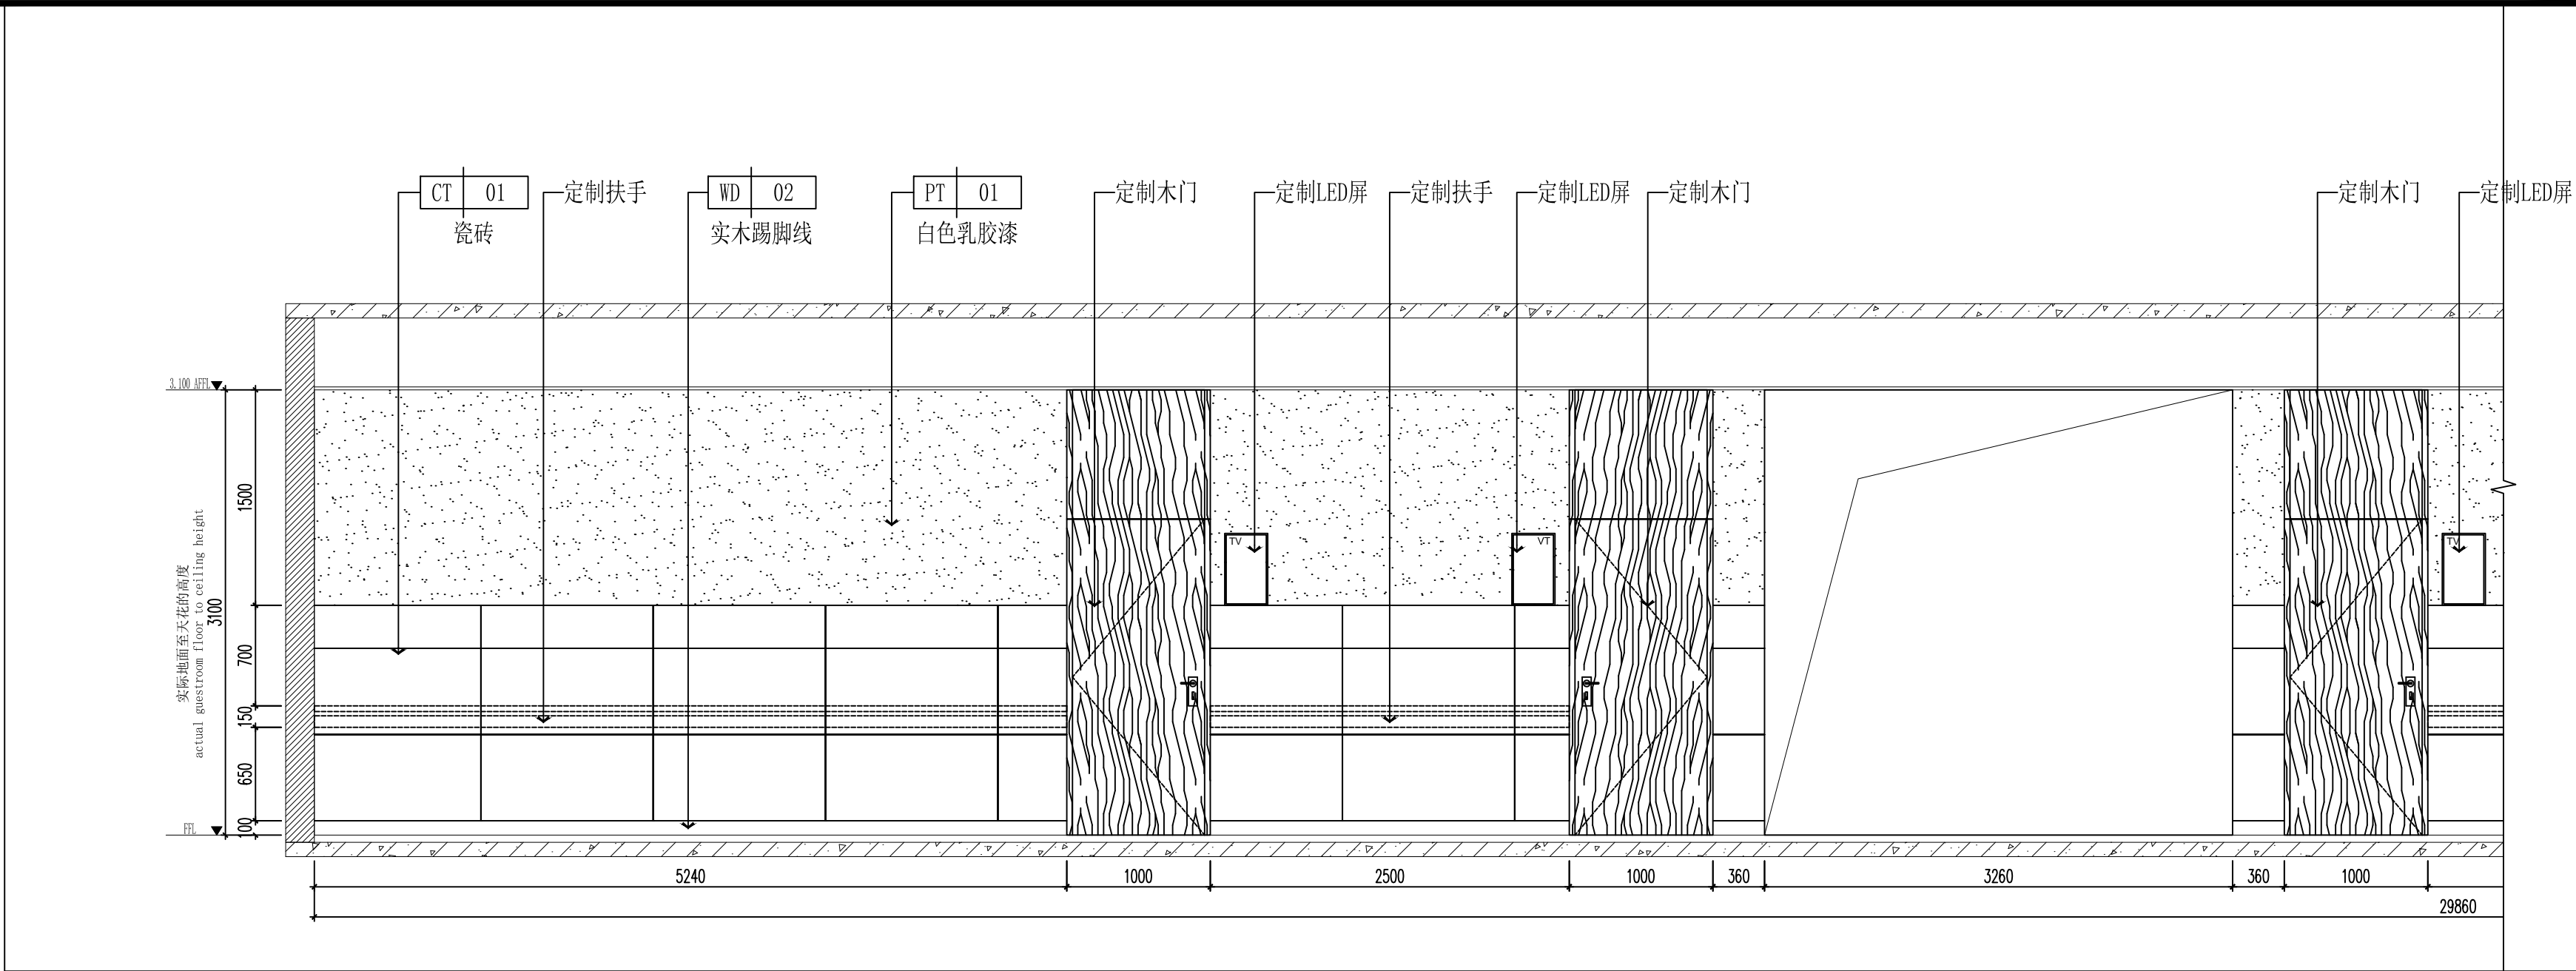 CT 01
瓷砖
定制扶手
WD 02
实木踢脚线
PT 01
白色乳胶漆
定制木门
定制LED屏
定制扶手
定制LED屏
定制木门
定制木门
定制LED屏
3.100 AFFL
实际地面至天花的高度
actual guestroom floor to ceiling height
3100
1500
700
150
650
100
FFL
TV
VT
TV
5240
1000
2500
1000
360
3260
360
1000
29860